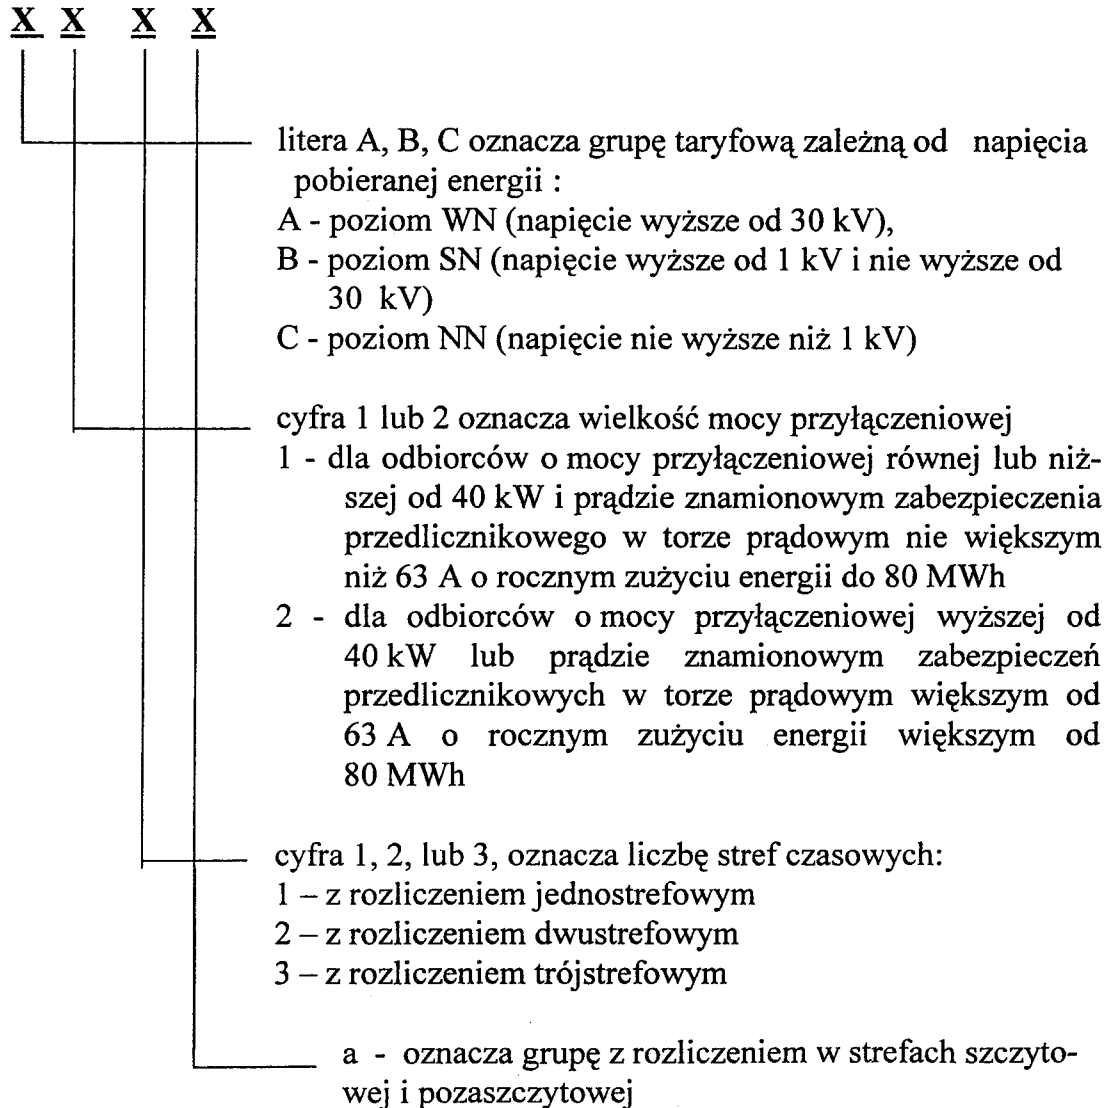 X X X X
litera A, B, C oznacza grupę taryfową zależną od napięcia
pobieranej energii :
A - poziom WN (napięcie wyższe od 30 kV),
B - poziom SN (napięcie wyższe od 1 kV i nie wyższe od
30 kV)
C - poziom NN (napięcie nie wyższe niż 1 kV)
cyfra 1 lub 2 oznacza wielkość mocy przyłączeniowej
1 - dla odbiorców o mocy przyłączeniowej równej lub niż-
szej od 40 kW i prądzie znamionowym zabezpieczenia
przedlicznikowego w torze prądowym nie większym
niż 63 A o rocznym zużyciu energii do 80 MWh
2 - dla odbiorców o mocy przyłączeniowej wyższej od
40 kW lub prądzie znamionowym zabezpieczeń
przedlicznikowych w torze prądowym większym od
63 A o rocznym zużyciu energii większym od
80 MWh
cyfra 1, 2, lub 3, oznacza liczbę stref czasowych:
1 – z rozliczeniem jednostrefowym
2 – z rozliczeniem dwustrefowym
3 – z rozliczeniem trójstrefowym
a - oznacza grupę z rozliczeniem w strefach szczyto-
wej i pozaszczytowej